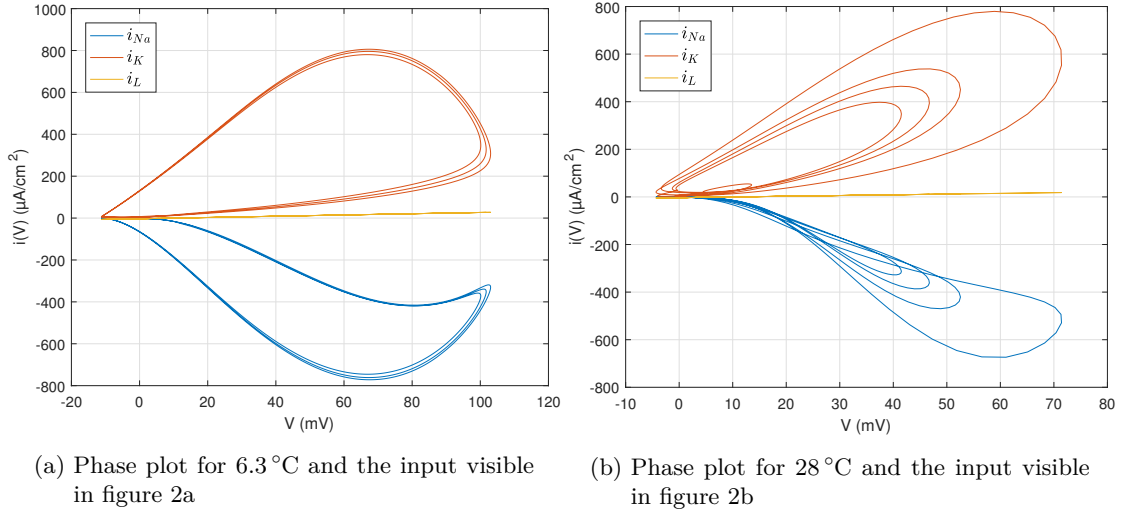 1000
800
600
400
200
0
-200
-400
-600
-800
-20
0
20
40
60
80
100
120
V (mV)
i(V) (µA/cm²)
i_Na
i_K
i_L
800
600
400
200
0
-200
-400
-600
-800
-10
0
10
20
30
40
50
60
70
80
V (mV)
i(V) (µA/cm²)
i_Na
i_K
i_L
(a) Phase plot for 6.3 °C and the input visible
in figure 2a
(b) Phase plot for 28 °C and the input visible
in figure 2b